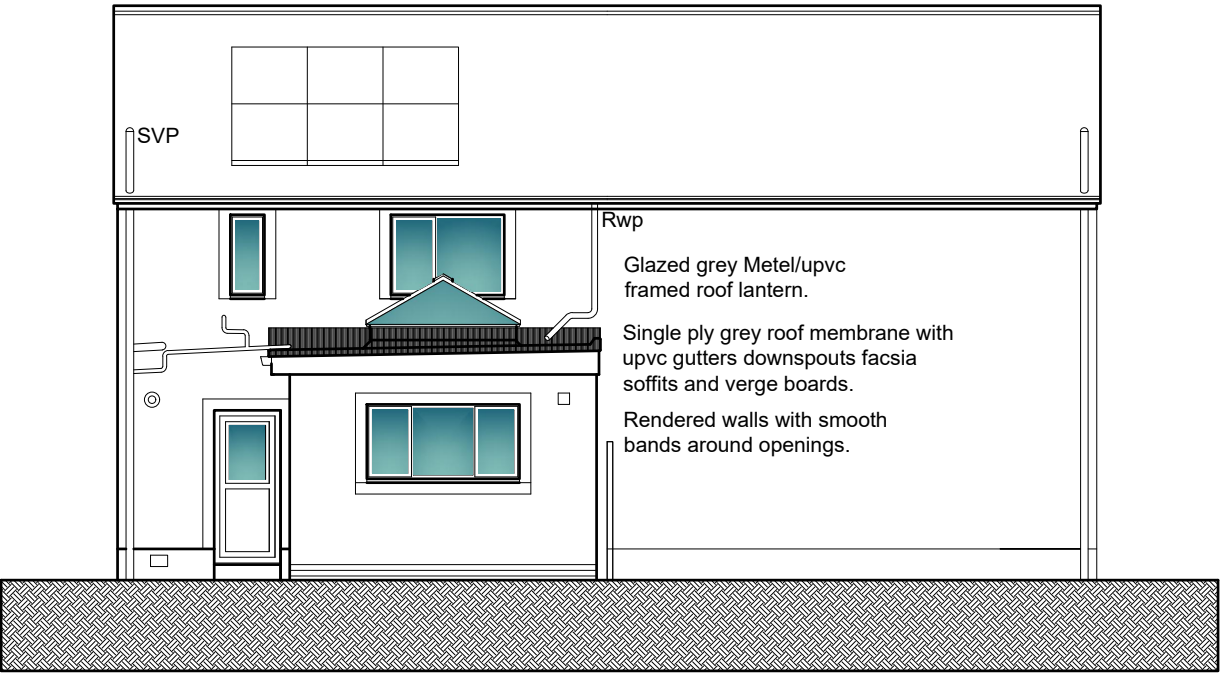 SVP
Rwp
Glazed grey Metel/upvc
framed roof lantern.
Single ply grey roof membrane with
upvc gutters downspouts facsia
soffits and verge boards.
Rendered walls with smooth
bands around openings.